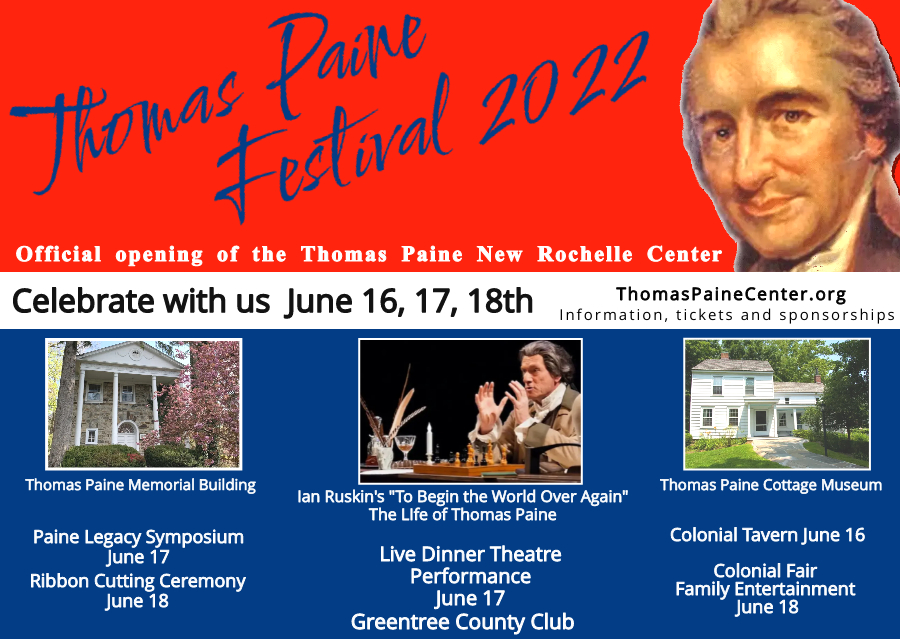 Thomas Paine
Festival 2022
Official opening of the Thomas Paine New Rochelle Center
Celebrate with us June 16, 17, 18th
ThomasPaineCenter.org
Information, tickets and sponsorships
Thomas Paine Memorial Building
Paine Legacy Symposium
June 17
Ribbon Cutting Ceremony
June 18
Ian Ruskin's "To Begin the World Over Again"
The LIfe of Thomas Paine
Live Dinner Theatre
Performance
June 17
Greentree County Club
Thomas Paine Cottage Museum
Colonial Tavern June 16
Colonial Fair
Family Entertainment
June 18